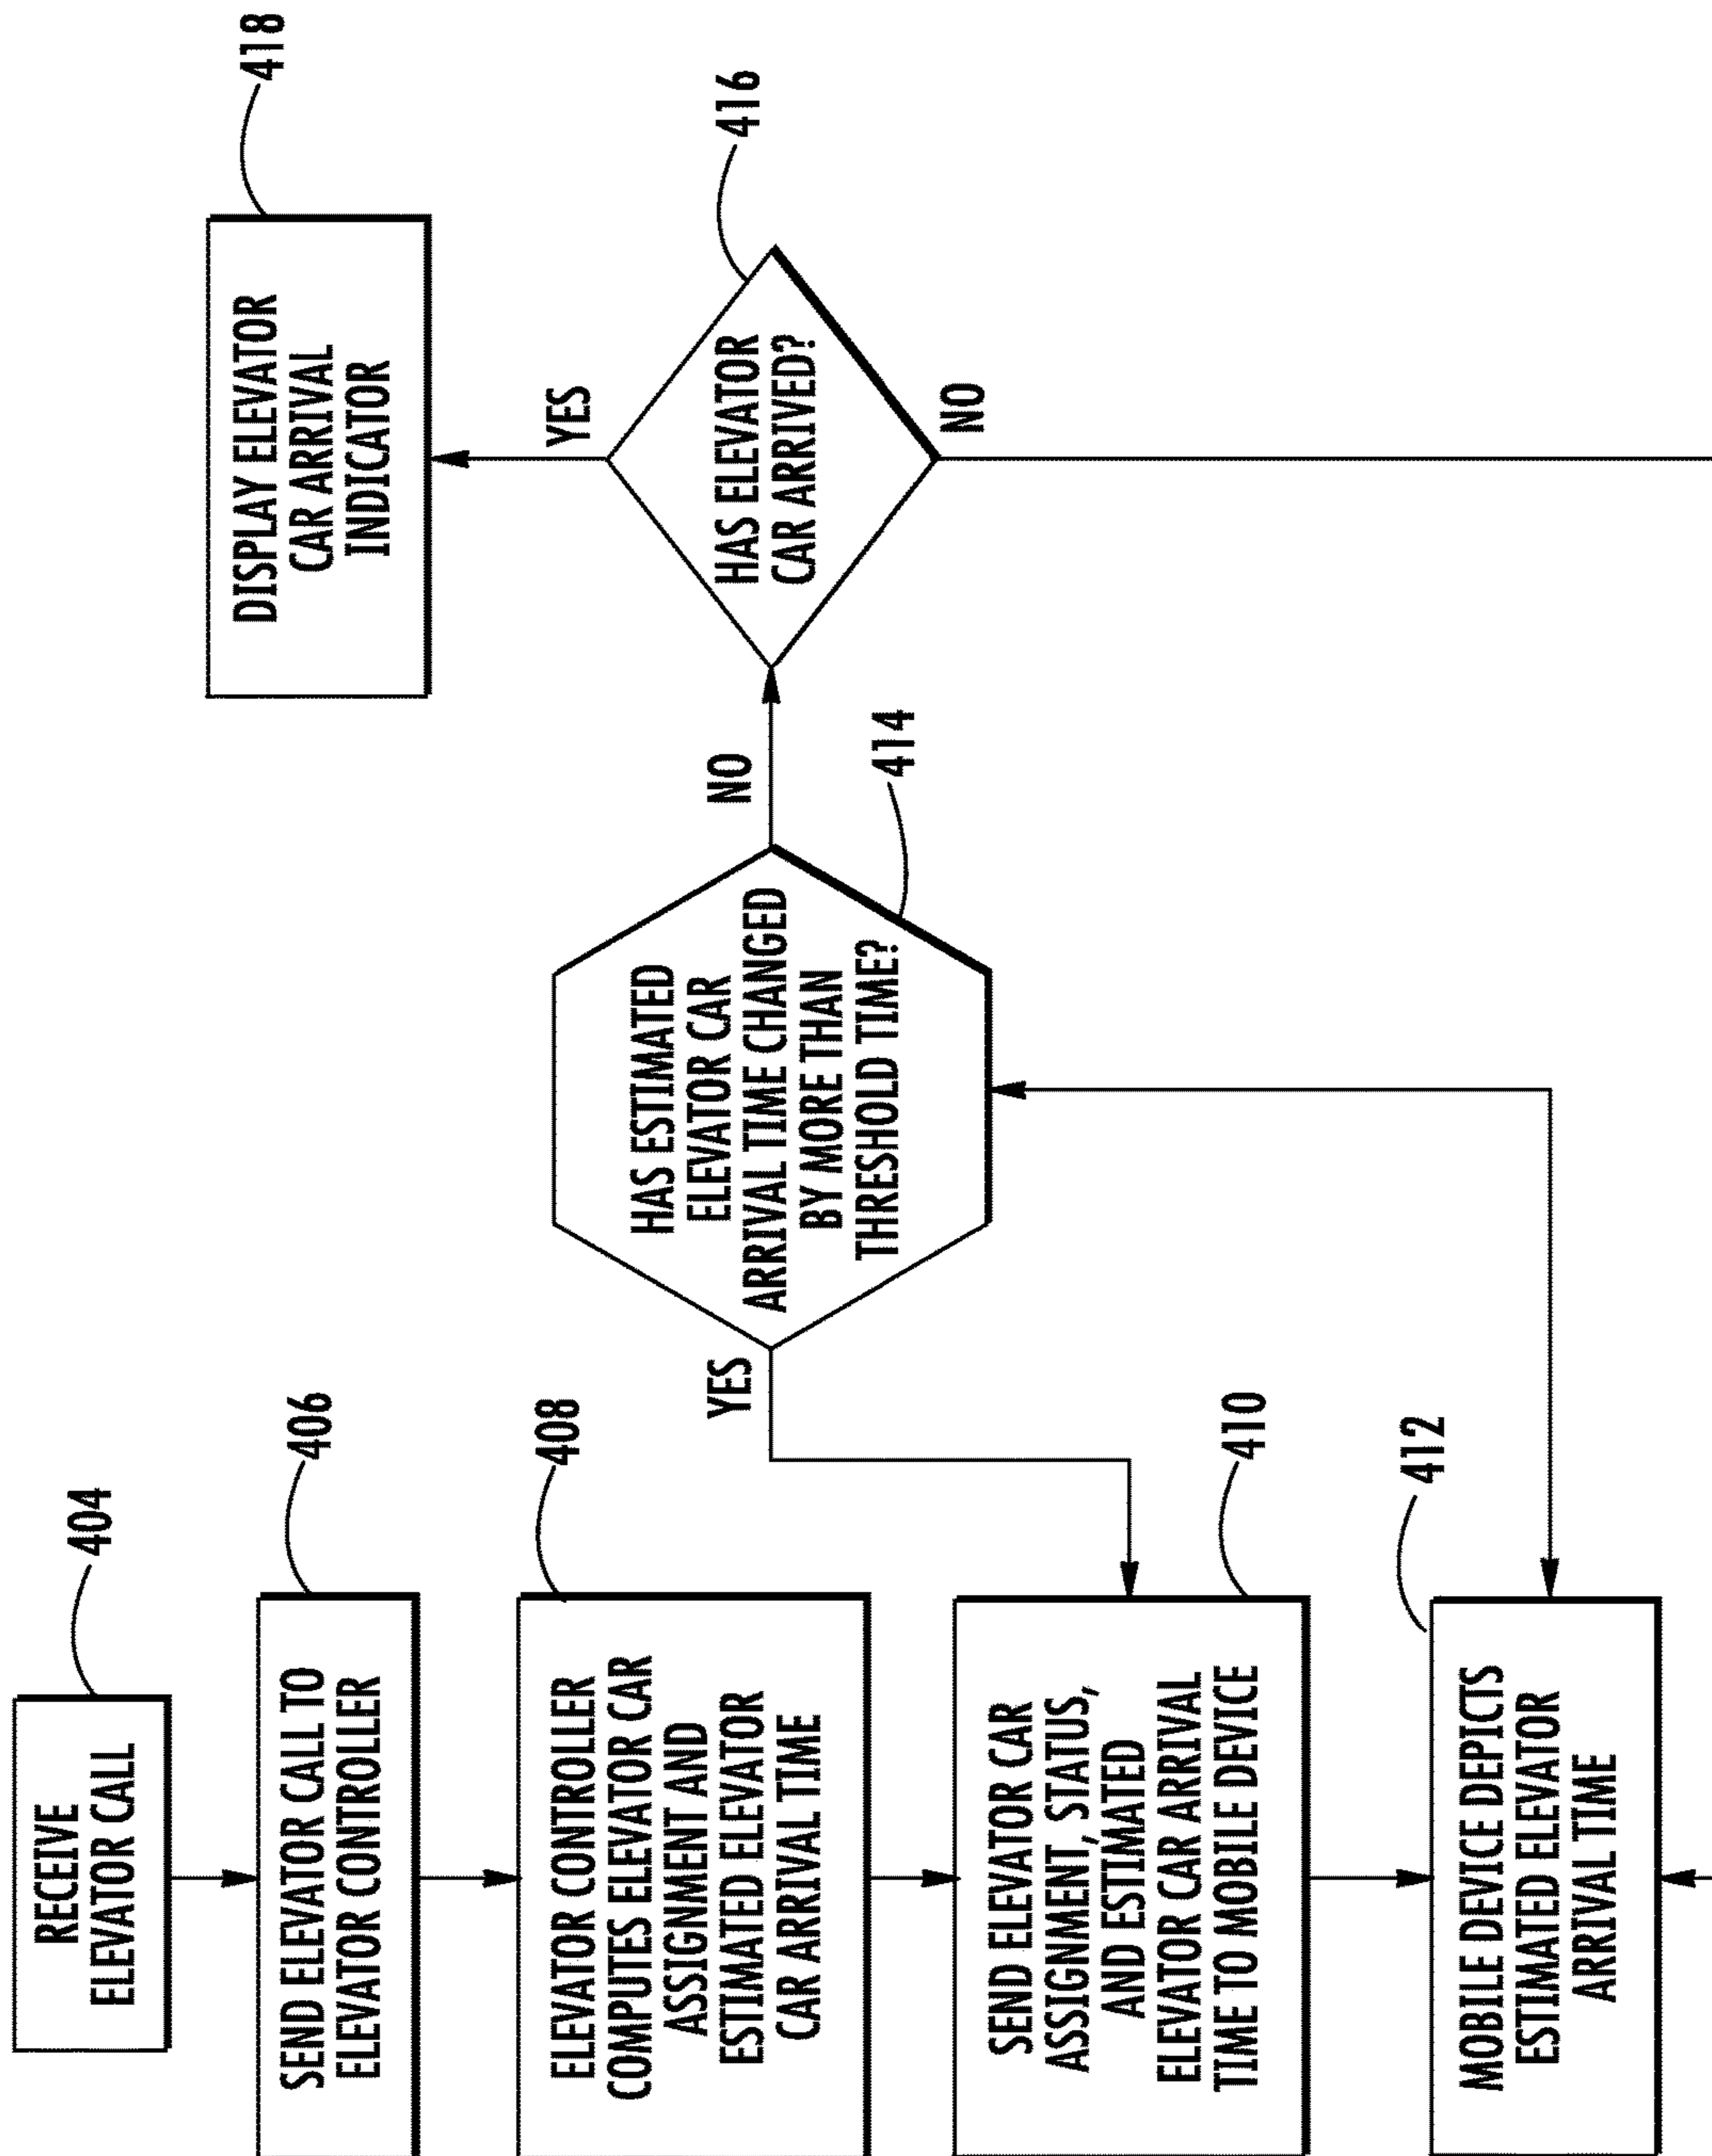 RECEIVE
ELEVATOR CALL
404
SEND ELEVATOR CALL TO
ELEVATOR CONTROLLER
406
ELEVATOR CONTROLLER
COMPUTES ELEVATOR CAR
ASSIGNMENT AND
ESTIMATED ELEVATOR
CAR ARRIVAL TIME
408
SEND ELEVATOR CAR
ASSIGNMENT, STATUS,
AND ESTIMATED
ELEVATOR CAR ARRIVAL
TIME TO MOBILE DEVICE
410
MOBILE DEVICE DEPICTS
ESTIMATED ELEVATOR
ARRIVAL TIME
412
YES
HAS ESTIMATED
ELEVATOR CAR
ARRIVAL TIME CHANGED
BY MORE THAN
THRESHOLD TIME?
414
NO
HAS ELEVATOR
CAR ARRIVED?
416
YES
NO
DISPLAY ELEVATOR
CAR ARRIVAL
INDICATOR
418